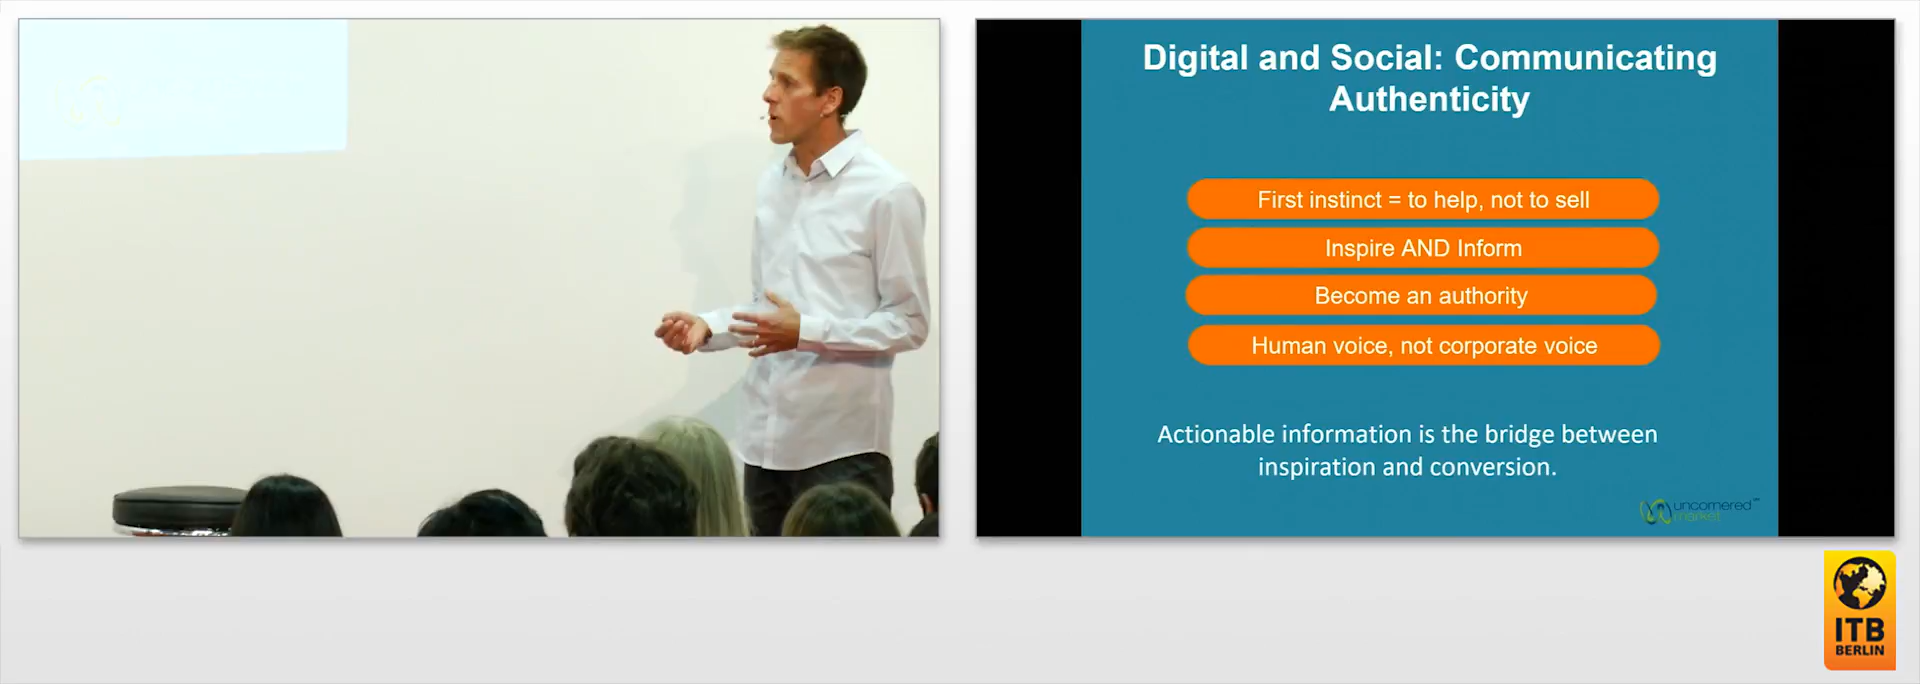 Digital and Social: Communicating
Authenticity
First instinct = to help, not to sell
Inspire AND Inform
Become an authority
Human voice, not corporate voice
Actionable information is the bridge between
inspiration and conversion.
uncornered
market
ITB
BERLIN